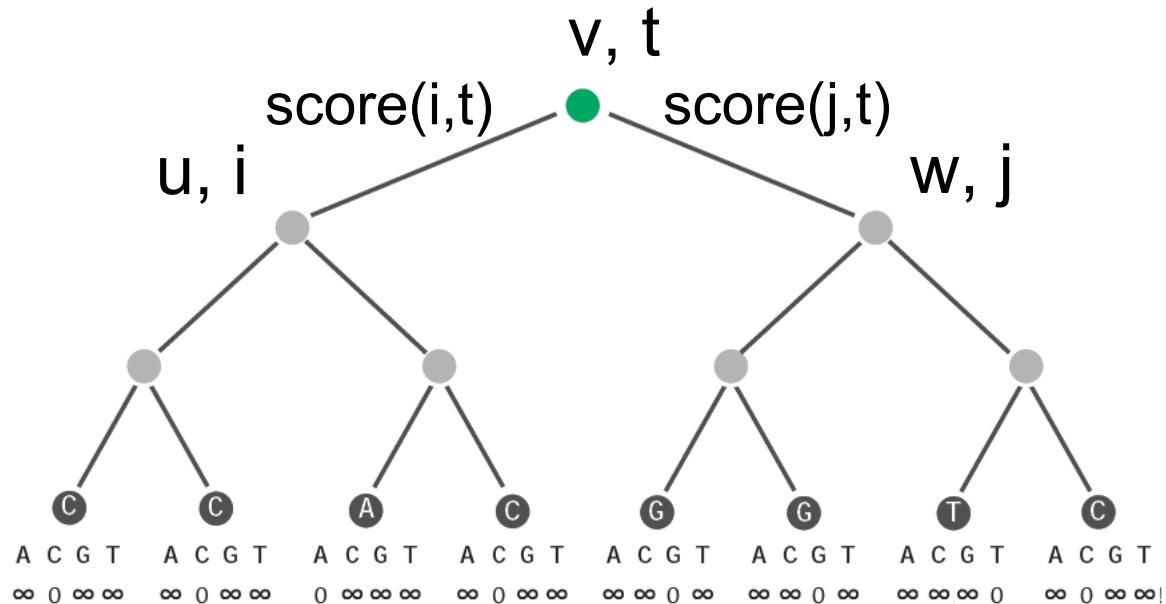 v, t
score(i,t) score(j,t)
u, i w, j
C C A C G G T C
A C G T A C G T A C G T A C G T A C G T A C G T A C G T A C G T
∞ 0 ∞ ∞ ∞ 0 ∞ ∞ 0 ∞ ∞ ∞ ∞ 0 ∞ ∞ ∞ ∞ 0 ∞ ∞ ∞ 0 ∞ ∞ ∞ ∞ 0 ∞ 0 ∞ ∞!